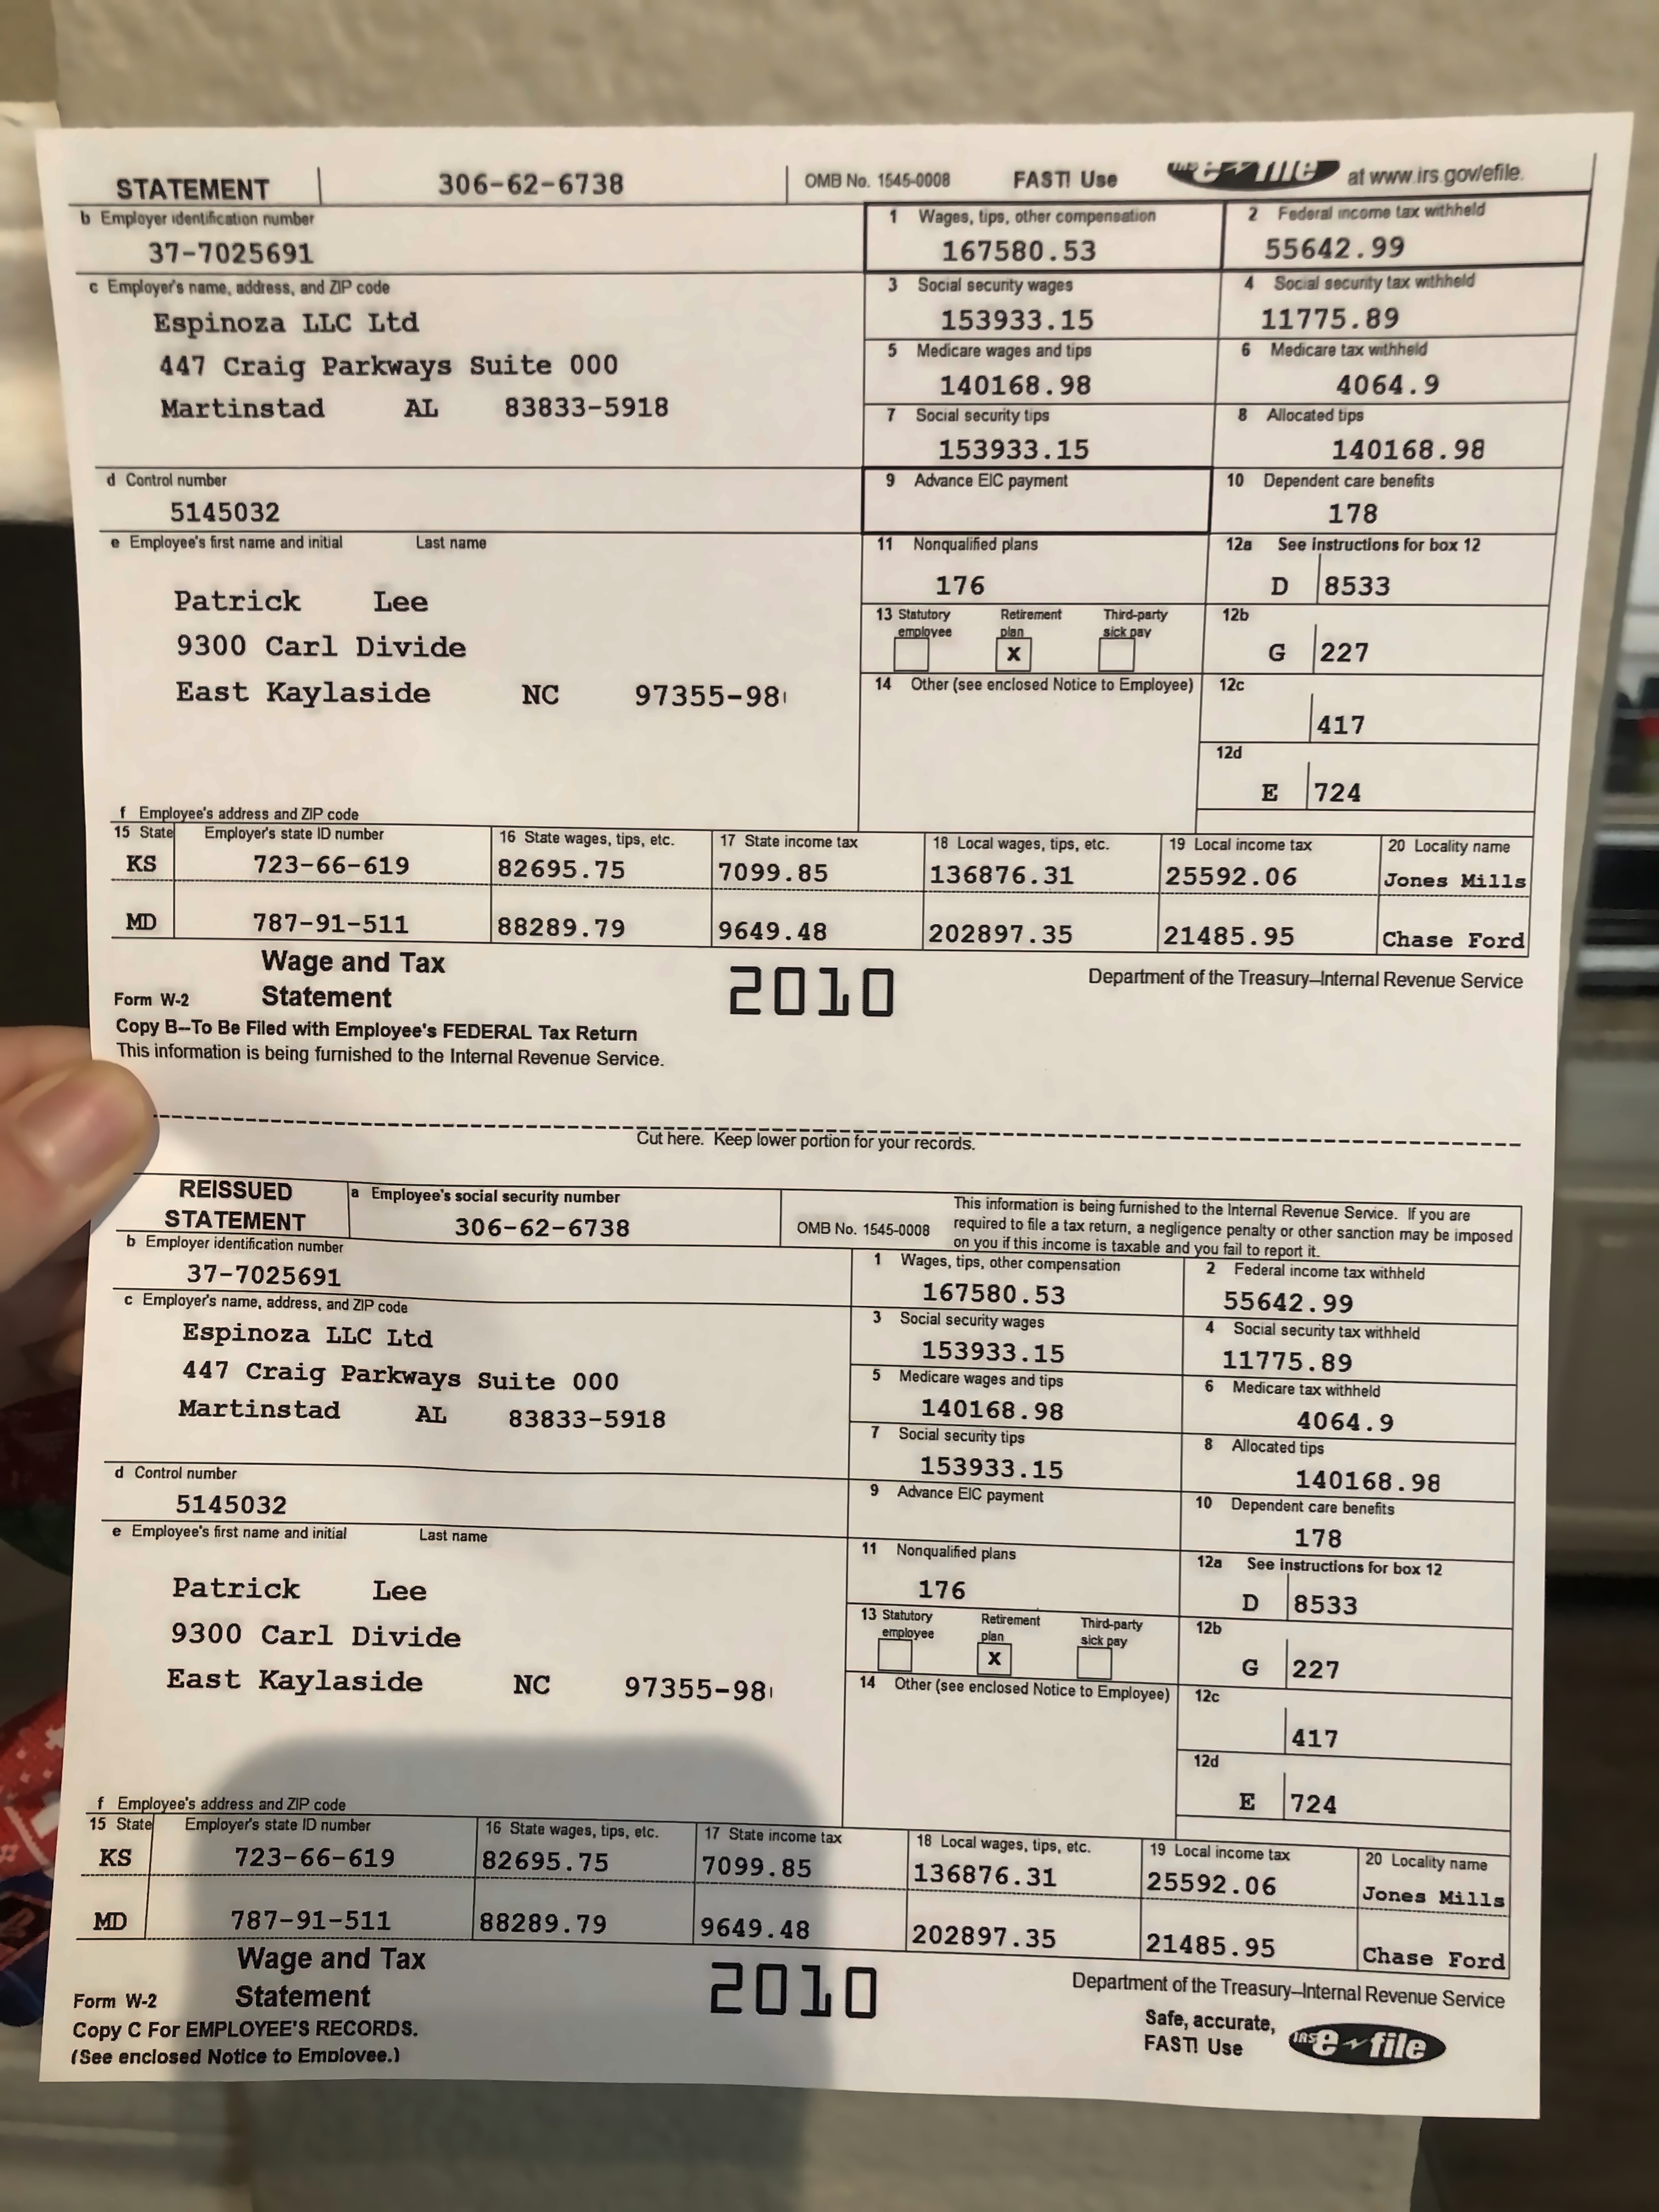 STATEMENT 306-62-6738 OMB No. 1545-0008 FAST! Use IRS e-file at www.irs.gov/efile.
b Employer identification number
37-7025691
1 Wages, tips, other compensation
167580.53
2 Federal income tax withheld
55642.99
c Employer's name, address, and ZIP code
Espinoza LLC Ltd
447 Craig Parkways Suite 000
Martinstad AL 83833-5918
3 Social security wages
153933.15
4 Social security tax withheld
11775.89
5 Medicare wages and tips
140168.98
6 Medicare tax withheld
4064.9
7 Social security tips
153933.15
8 Allocated tips
140168.98
d Control number
5145032
9 Advance EIC payment
10 Dependent care benefits
178
e Employee's first name and initial Last name
Patrick Lee
9300 Carl Divide
East Kaylaside NC 97355-98
11 Nonqualified plans
176
12a See instructions for box 12
D 8533
13 Statutory employee Retirement plan Third-party sick pay
X
12b
G 227
14 Other (see enclosed Notice to Employee)
12c
417
12d
E 724
f Employee's address and ZIP code
15 State Employer's state ID number 16 State wages, tips, etc. 17 State income tax 18 Local wages, tips, etc. 19 Local income tax 20 Locality name
KS 723-66-619 82695.75 7099.85 136876.31 25592.06 Jones Mills
MD 787-91-511 88289.79 9649.48 202897.35 21485.95 Chase Ford
Wage and Tax
Form W-2 Statement 2010 Department of the Treasury–Internal Revenue Service
Copy B–To Be Filed with Employee's FEDERAL Tax Return
This information is being furnished to the Internal Revenue Service.
Cut here. Keep lower portion for your records.
REISSUED
STATEMENT
a Employee's social security number
306-62-6738
OMB No. 1545-0008
This information is being furnished to the Internal Revenue Service. If you are
required to file a tax return, a negligence penalty or other sanction may be imposed
on you if this income is taxable and you fail to report it.
b Employer identification number
37-7025691
1 Wages, tips, other compensation
167580.53
2 Federal income tax withheld
55642.99
c Employer's name, address, and ZIP code
Espinoza LLC Ltd
447 Craig Parkways Suite 000
Martinstad AL 83833-5918
3 Social security wages
153933.15
4 Social security tax withheld
11775.89
5 Medicare wages and tips
140168.98
6 Medicare tax withheld
4064.9
7 Social security tips
153933.15
8 Allocated tips
140168.98
d Control number
5145032
9 Advance EIC payment
10 Dependent care benefits
178
e Employee's first name and initial Last name
Patrick Lee
9300 Carl Divide
East Kaylaside NC 97355-98
11 Nonqualified plans
176
12a See instructions for box 12
D 8533
13 Statutory employee Retirement plan Third-party sick pay
X
12b
G 227
14 Other (see enclosed Notice to Employee)
12c
417
12d
E 724
f Employee's address and ZIP code
15 State Employer's state ID number 16 State wages, tips, etc. 17 State income tax 18 Local wages, tips, etc. 19 Local income tax 20 Locality name
KS 723-66-619 82695.75 7099.85 136876.31 25592.06 Jones Mills
MD 787-91-511 88289.79 9649.48 202897.35 21485.95 Chase Ford
Wage and Tax
Form W-2 Statement 2010 Department of the Treasury–Internal Revenue Service
Copy C For EMPLOYEE'S RECORDS.
(See enclosed Notice to Employee.)
Safe, accurate,
FAST! Use IRS e-file